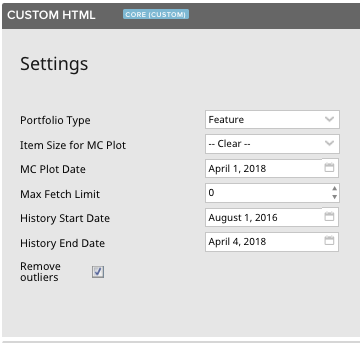 CUSTOM HTML CORE (CUSTOM)
Settings
Portfolio Type Feature
Item Size for MC Plot -- Clear --
MC Plot Date April 1, 2018
Max Fetch Limit 0
History Start Date August 1, 2016
History End Date April 4, 2018
Remove
outliers